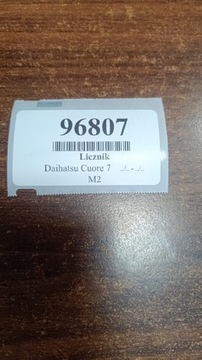 96807
Licznik
Daihatsu Cuore 7 .../... - .../...
M2